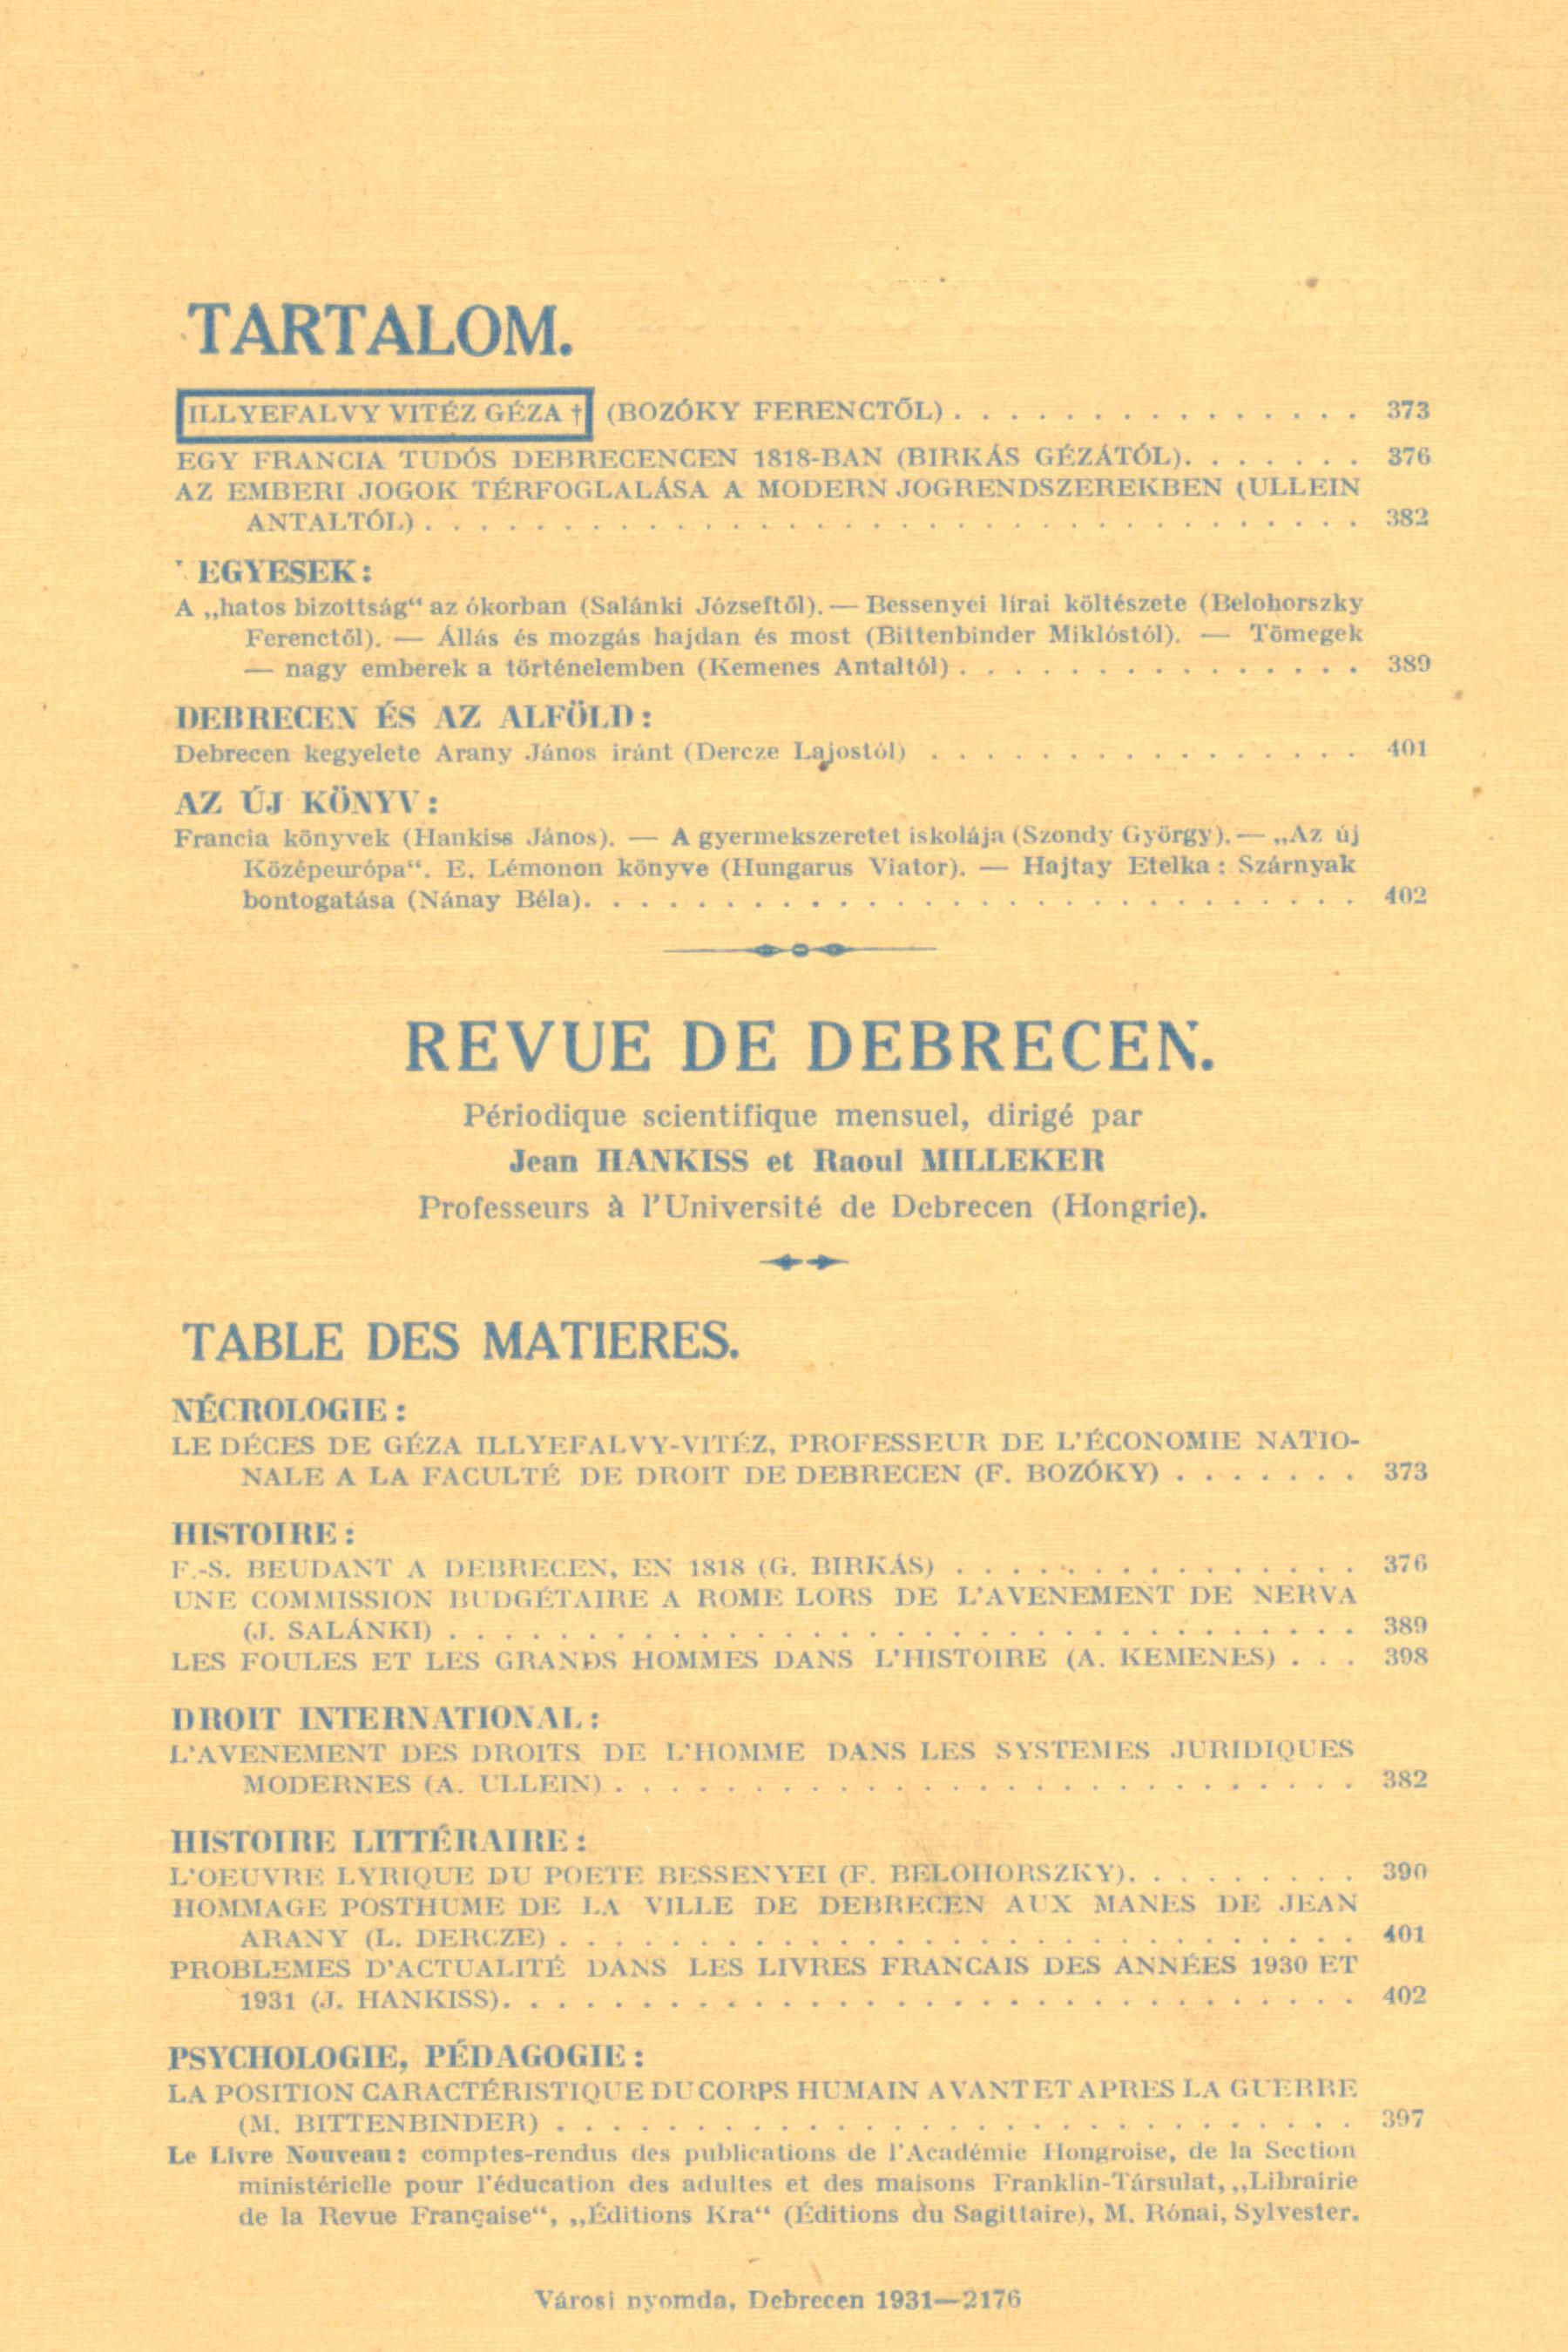 TARTALOM.
ILLYEFALVY VITÉZ GÉZA † (BOZÓKY FERENCTŐL) . . . . . . . . . . . . . . . 373
EGY FRANCIA TUDÓS DEBRECENCEN 1818-BAN (BIRKÁS GÉZÁTÓL). . . . . . . 376
AZ EMBERI JOGOK TÉRFOGLALÁSA A MODERN JOGRENDSZEREKBEN (ULLEIN
ANTALTÓL) . . . . . . . . . . . . . . . . . . . . . . . . . . . . . . . . . . 382
VEGYESEK:
A „hatos bizottság“ az ókorban (Salánki Józseftől). — Bessenyei lírai költészete (Belohorszky
Ferenctől). — Állás és mozgás hajdan és most (Bittenbinder Miklóstól). — Tömegek
— nagy emberek a történelemben (Kemenes Antaltól) . . . . . . . . . . . . . . . 389
DEBRECEN ÉS AZ ALFÖLD:
Debrecen kegyelete Arany János iránt (Dercze Lajostól) . . . . . . . . . . . . . . . . 401
AZ ÚJ KÖNYV:
Francia könyvek (Hankiss János). — A gyermekszeretet iskolája (Szondy György). — „Az új
Középeurópa“. E. Lémonon könyve (Hungarus Viator). — Hajtay Etelka: Szárnyak
bontogatása (Nánay Béla). . . . . . . . . . . . . . . . . . . . . . . . . . . . 402
REVUE DE DEBRECEN.
Périodique scientifique mensuel, dirigé par
Jean HANKISS et Raoul MILLEKER
Professeurs à l'Université de Debrecen (Hongrie).
TABLE DES MATIERES.
NÉCROLOGIE:
LE DÉCES DE GÉZA ILLYEFALVY-VITÉZ, PROFESSEUR DE L'ÉCONOMIE NATIO-
NALE A LA FACULTÉ DE DROIT DE DEBRECEN (F. BOZÓKY) . . . . . . . 373
HISTOIRE:
F.-S. BEUDANT A DEBRECEN, EN 1818 (G. BIRKÁS) . . . . . . . . . . . . . . . 376
UNE COMMISSION BUDGÉTAIRE A ROME LORS DE L'AVENEMENT DE NERVA
(J. SALÁNKI) . . . . . . . . . . . . . . . . . . . . . . . . . . . . . . . . . 389
LES FOULES ET LES GRANDS HOMMES DANS L'HISTOIRE (A. KEMENES) . . . 398
DROIT INTERNATIONAL:
L'AVENEMENT DES DROITS DE L'HOMME DANS LES SYSTEMES JURIDIQUES
MODERNES (A. ULLEIN) . . . . . . . . . . . . . . . . . . . . . . . . . . . 382
HISTOIRE LITTÉRAIRE:
L'OEUVRE LYRIQUE DU POETE BESSENYEI (F. BELOHORSZKY). . . . . . . . . 390
HOMMAGE POSTHUME DE LA VILLE DE DEBRECEN AUX MANES DE JEAN
ARANY (L. DERCZE) . . . . . . . . . . . . . . . . . . . . . . . . . . . . . 401
PROBLEMES D'ACTUALITÉ DANS LES LIVRES FRANCAIS DES ANNÉES 1930 ET
1931 (J. HANKISS). . . . . . . . . . . . . . . . . . . . . . . . . . . . . . . 402
PSYCHOLOGIE, PÉDAGOGIE:
LA POSITION CARACTÉRISTIQUE DU CORPS HUMAIN AVANT ET APRES LA GUERRE
(M. BITTENBINDER) . . . . . . . . . . . . . . . . . . . . . . . . . . . . . 397
Le Livre Nouveau: comptes-rendus des publications de l'Académie Hongroise, de la Section
ministérielle pour l'éducation des adultes et des maisons Franklin-Társulat, „Librairie
de la Revue Française“, „Éditions Kra“ (Éditions du Sagittaire), M. Rónai, Sylvester.
Városi nyomda, Debrecen 1931—2176